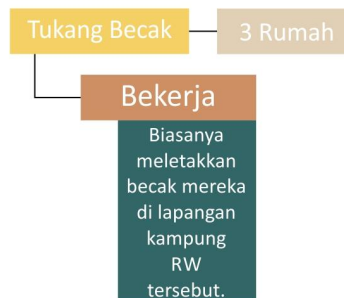 Tukang Becak
3 Rumah
Bekerja
Biasanya
meletakkan
becak mereka
di lapangan
kampung
RW
tersebut.